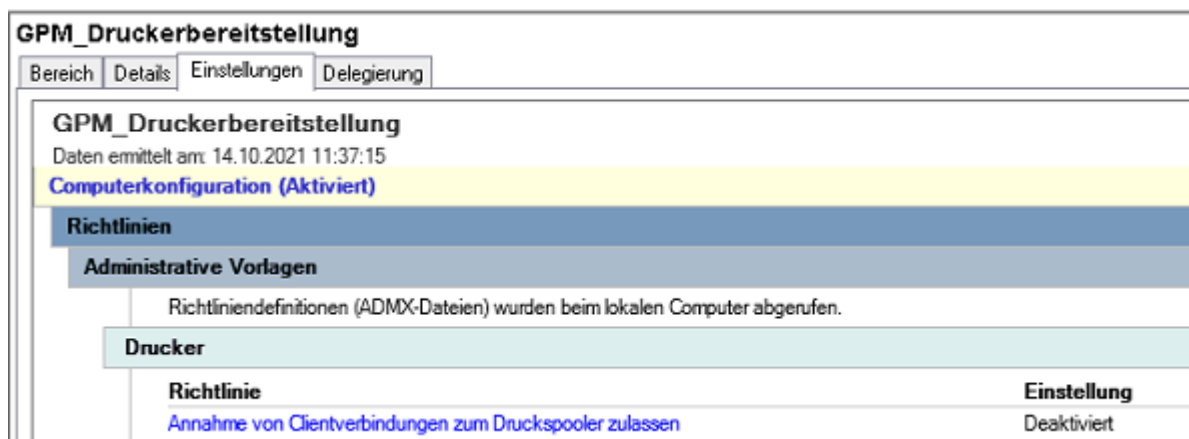 GPM_Druckerbereitstellung
Bereich Details Einstellungen Delegierung
GPM_Druckerbereitstellung
Daten ermittelt am: 14.10.2021 11:37:15
Computerkonfiguration (Aktiviert)
Richtlinien
Administrative Vorlagen
Richtliniendefinitionen (ADMX-Dateien) wurden beim lokalen Computer abgerufen.
Drucker
Richtlinie Einstellung
Annahme von Clientverbindungen zum Druckspooler zulassen Deaktiviert